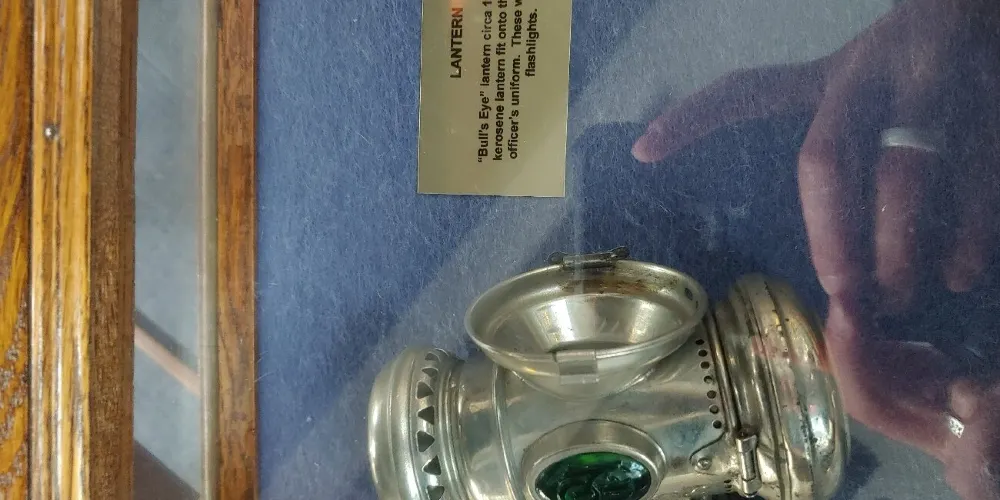 LANTERN
"Bull's Eye" lantern circa 1
kerosene lantern fit onto th
officer's uniform. These w
flashlights.